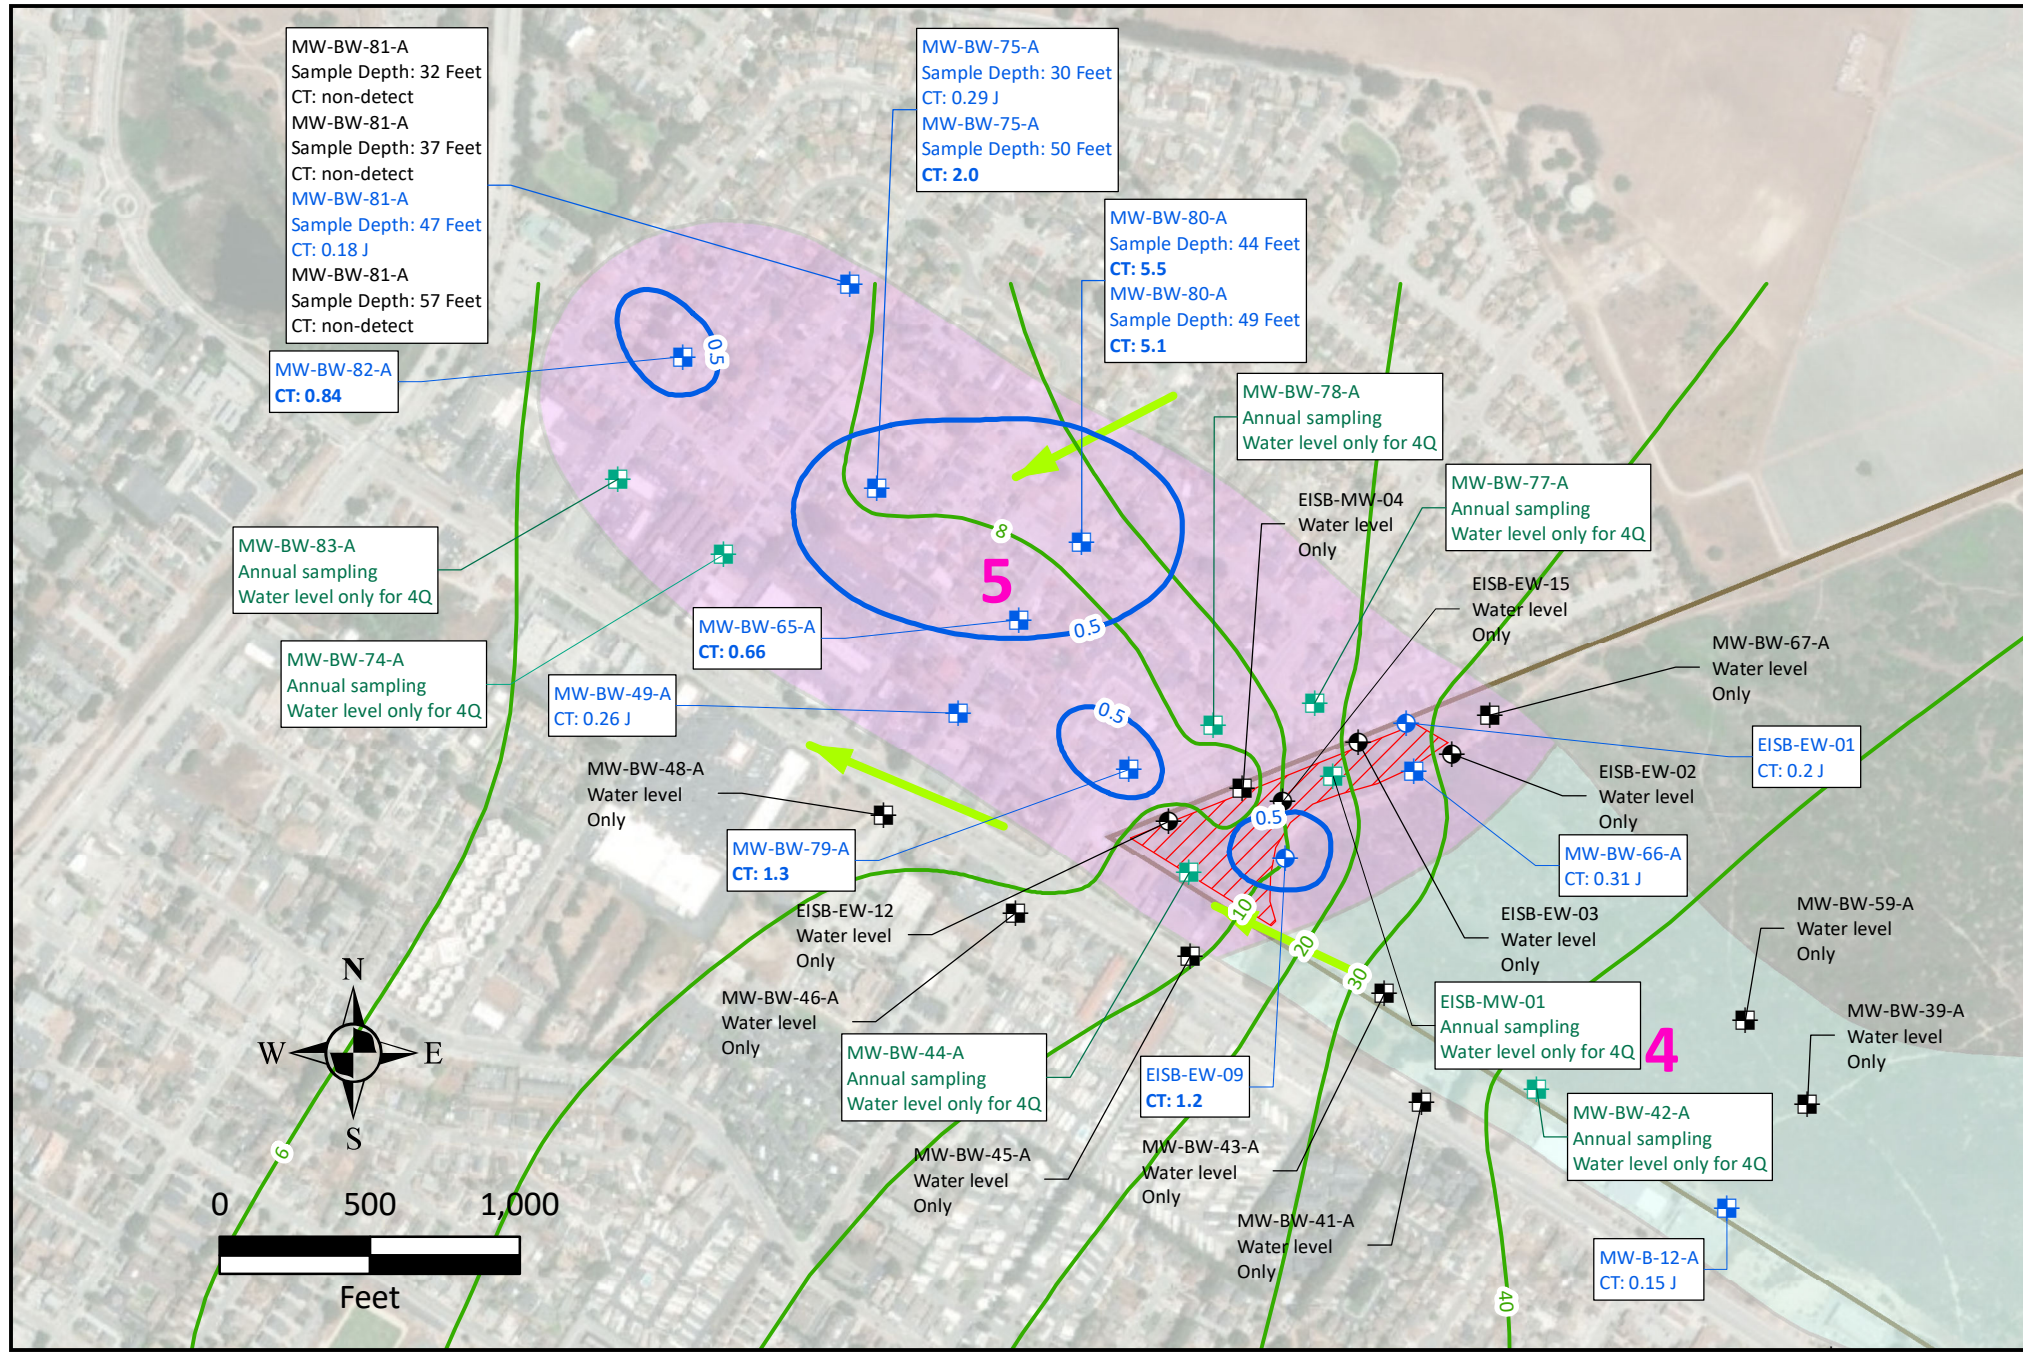 MW-BW-81-A
Sample Depth: 32 Feet
CT: non-detect
MW-BW-81-A
Sample Depth: 37 Feet
CT: non-detect
MW-BW-81-A
Sample Depth: 47 Feet
CT: 0.18 J
MW-BW-81-A
Sample Depth: 57 Feet
CT: non-detect
MW-BW-75-A
Sample Depth: 30 Feet
CT: 0.29 J
MW-BW-75-A
Sample Depth: 50 Feet
CT: 2.0
MW-BW-80-A
Sample Depth: 44 Feet
CT: 5.5
MW-BW-80-A
Sample Depth: 49 Feet
CT: 5.1
MW-BW-82-A
CT: 0.84
0.5
MW-BW-78-A
Annual sampling
Water level only for 4Q
MW-BW-77-A
Annual sampling
Water level only for 4Q
EISB-MW-04
Water level
Only
8
5
MW-BW-83-A
Annual sampling
Water level only for 4Q
EISB-EW-15
Water level
Only
MW-BW-65-A
CT: 0.66
0.5
MW-BW-67-A
Water level
Only
MW-BW-74-A
Annual sampling
Water level only for 4Q
MW-BW-49-A
CT: 0.26 J
0.5
EISB-EW-01
CT: 0.2 J
MW-BW-48-A
Water level
Only
EISB-EW-02
Water level
Only
0.5
MW-BW-79-A
CT: 1.3
MW-BW-66-A
CT: 0.31 J
EISB-EW-12
Water level
Only
10
20
30
EISB-EW-03
Water level
Only
MW-BW-59-A
Water level
Only
N
W
E
S
MW-BW-46-A
Water level
Only
EISB-MW-01
Annual sampling
Water level only for 4Q
4
MW-BW-39-A
Water level
Only
MW-BW-44-A
Annual sampling
Water level only for 4Q
EISB-EW-09
CT: 1.2
MW-BW-42-A
Annual sampling
Water level only for 4Q
6
MW-BW-45-A
Water level
Only
MW-BW-43-A
Water level
Only
MW-BW-41-A
Water level
Only
MW-B-12-A
CT: 0.15 J
40
0 500 1,000
Feet